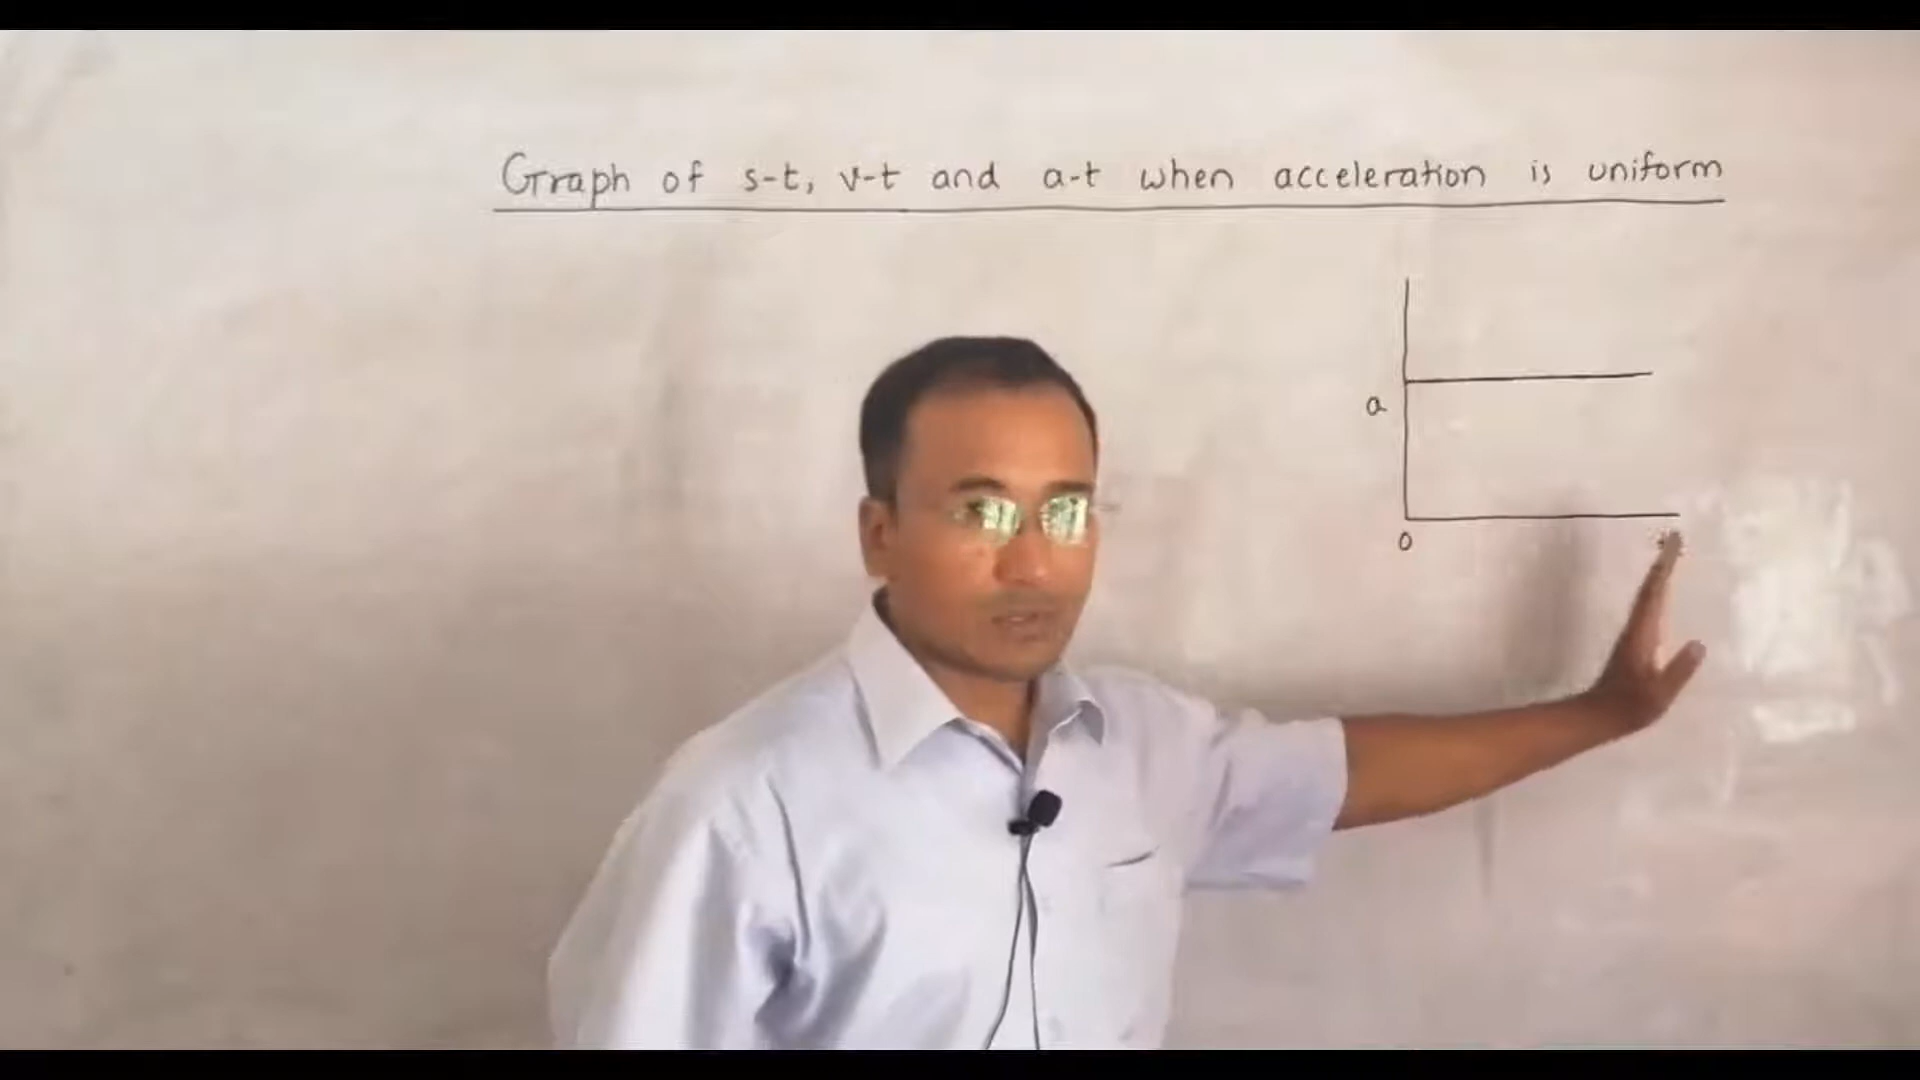 Graph of s-t, v-t and a-t when acceleration is uniform
a
0